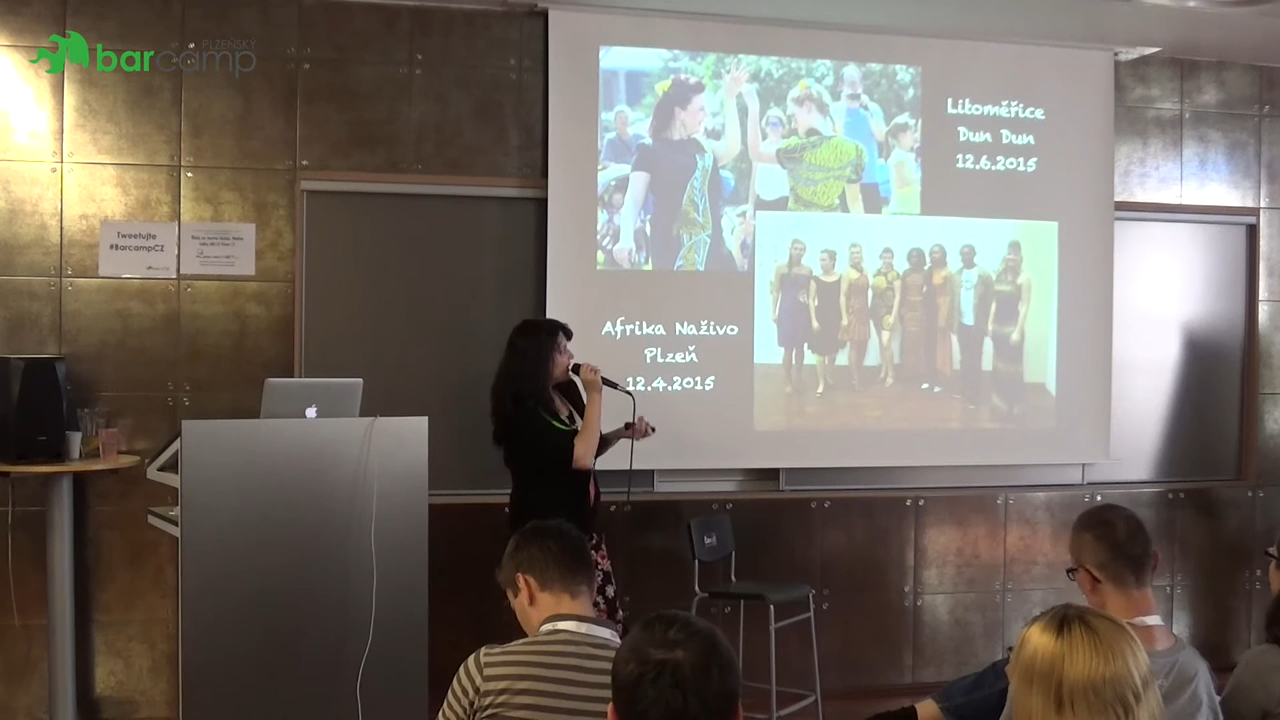 PLZEŇSKÝ
barcamp
Litoměřice
Dun Dun
12.6.2015
Tweetujte
#BarcampCZ
Afrika Naživo
Plzeň
12.4.2015